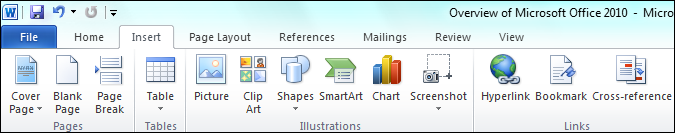 W Overview of Microsoft Office 2010 - Micro
File Home Insert Page Layout References Mailings Review View
Cover Page Blank Page Page Break Table Picture Clip Art Shapes SmartArt Chart Screenshot Hyperlink Bookmark Cross-reference
Pages Tables Illustrations Links